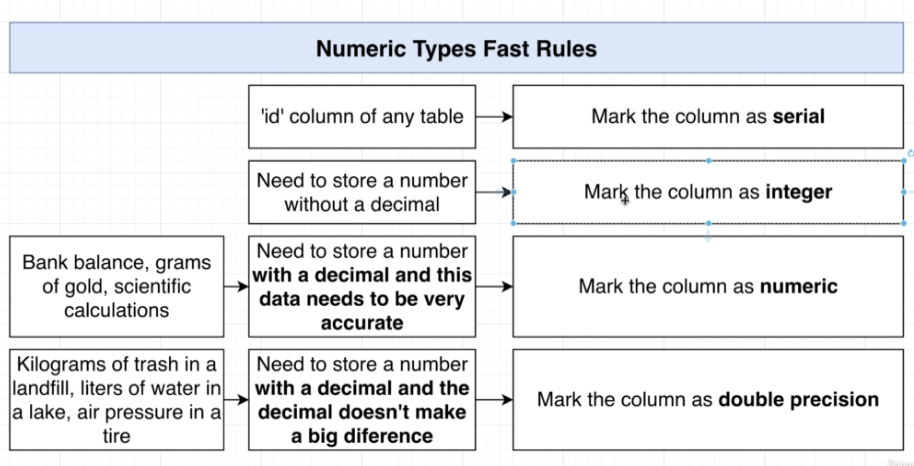 Numeric Types Fast Rules
'id' column of any table
Mark the column as serial
Need to store a number
without a decimal
Mark the column as integer
Bank balance, grams
of gold, scientific
calculations
Need to store a number
with a decimal and this
data needs to be very
accurate
Mark the column as numeric
Kilograms of trash in a
landfill, liters of water in
a lake, air pressure in a
tire
Need to store a number
with a decimal and the
decimal doesn't make
a big diference
Mark the column as double precision